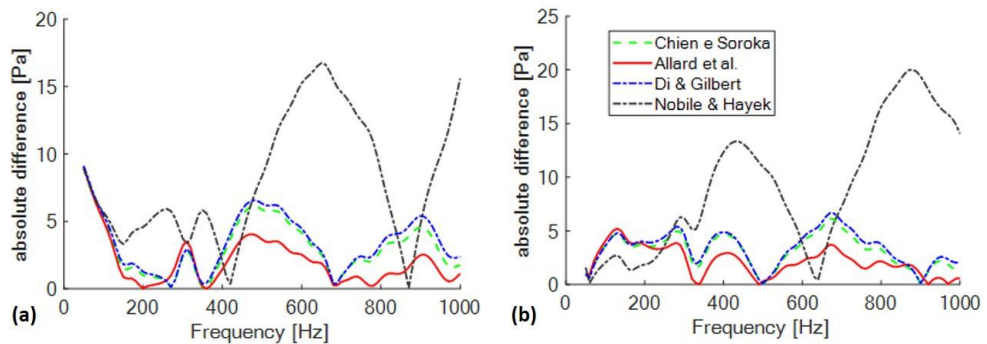 20
15
10
5
0
absolute difference [Pa]
0 200 400 600 800 1000
Frequency [Hz]
(a)
25
20
15
10
5
0
absolute difference [Pa]
Chien e Soroka
Allard et al.
Di & Gilbert
Nobile & Hayek
0 200 400 600 800 1000
Frequency [Hz]
(b)